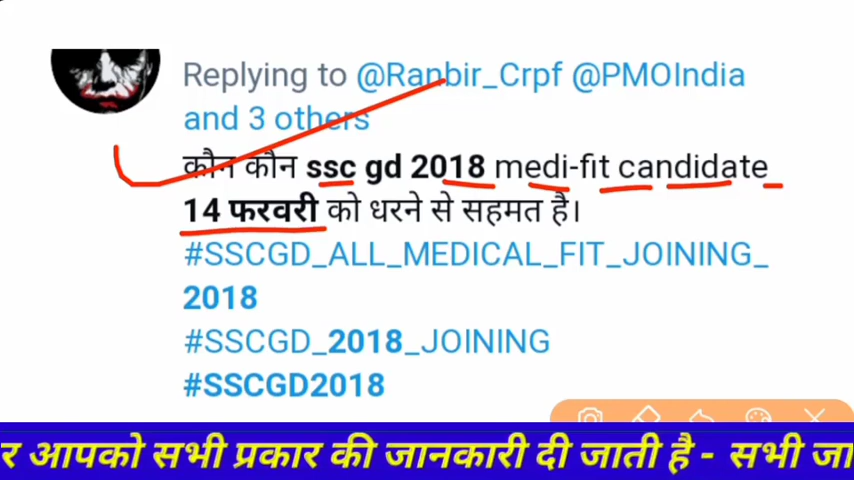 Replying to @Ranbir_Crpf @PMOIndia
and 3 others
कौन कौन ssc gd 2018 medi-fit candidate
14 फरवरी को धरने से सहमत है।
#SSCGD_ALL_MEDICAL_FIT_JOINING_
2018
#SSCGD_2018_JOINING
#SSCGD2018
र आपको सभी प्रकार की जानकारी दी जाती है - सभी जा